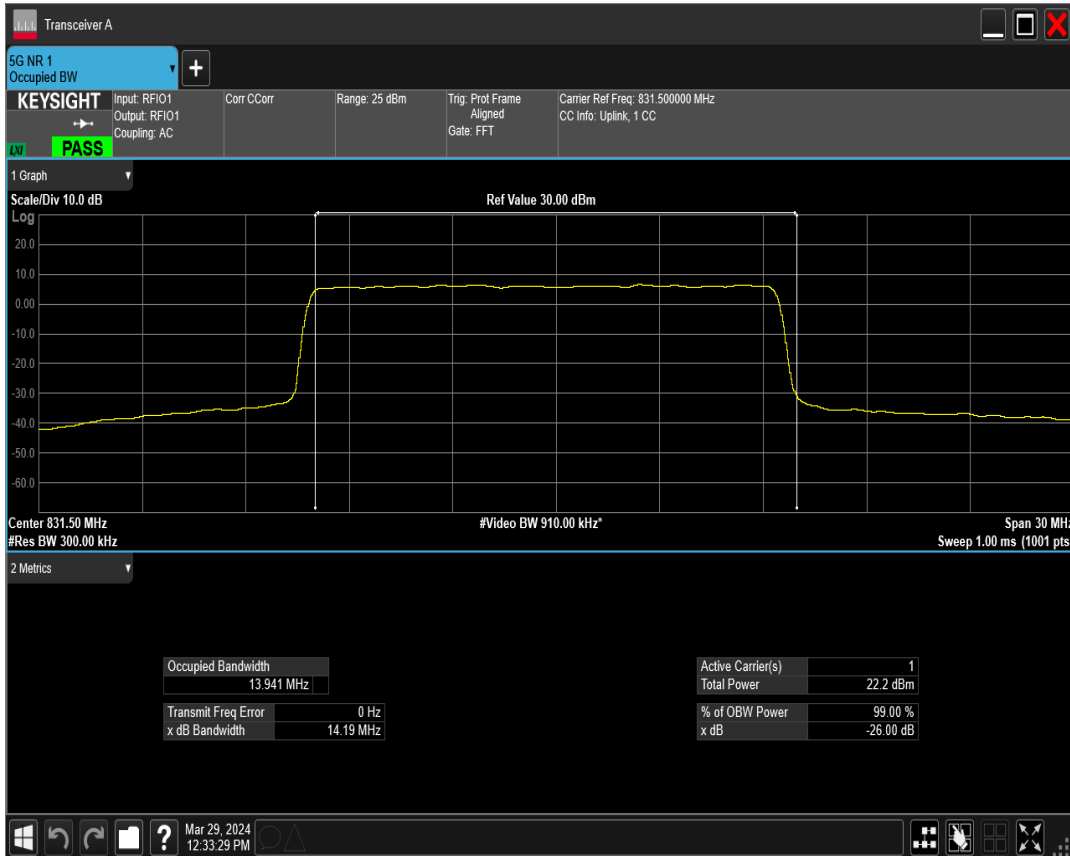 Transceiver A
5G NR 1
Occupied BW
+
KEYSIGHT
LXI
PASS
Input: RFIO1
Output: RFIO1
Coupling: AC
Corr CCorr
Range: 25 dBm
Trig: Prot Frame
Aligned
Gate: FFT
Carrier Ref Freq: 831.500000 MHz
CC Info: Uplink, 1 CC
1 Graph
Scale/Div 10.0 dB
Ref Value 30.00 dBm
Log
20.0
10.0
0.00
-10.0
-20.0
-30.0
-40.0
-50.0
-60.0
Center 831.50 MHz
#Video BW 910.00 kHz*
Span 30 MHz
#Res BW 300.00 kHz
Sweep 1.00 ms (1001 pts
2 Metrics
Occupied Bandwidth
13.941 MHz
Transmit Freq Error 0 Hz
x dB Bandwidth 14.19 MHz
Active Carrier(s) 1
Total Power 22.2 dBm
% of OBW Power 99.00 %
x dB -26.00 dB
?
Mar 29, 2024
12:33:29 PM